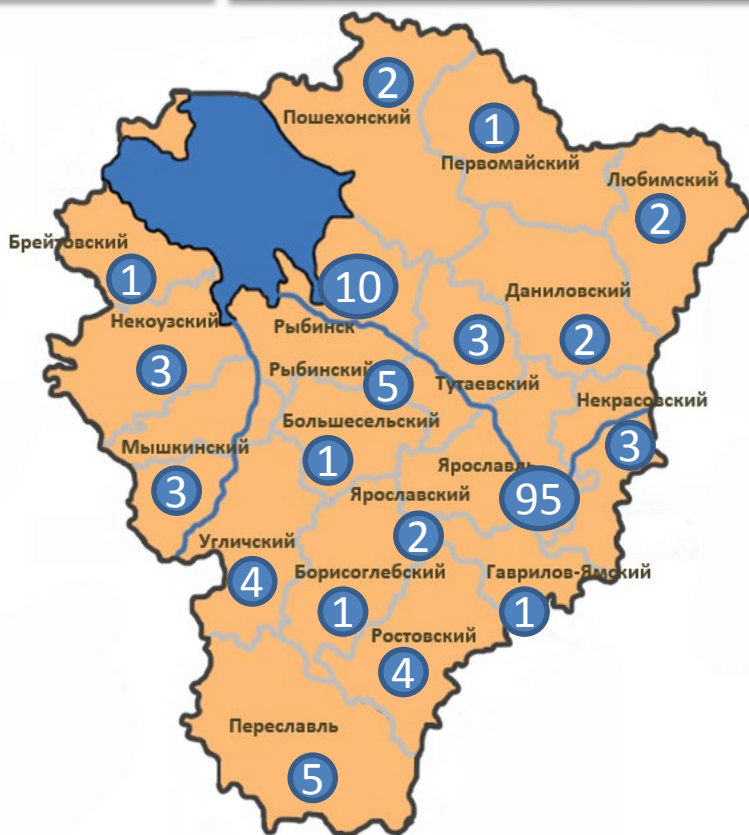 2
Пошехонский
1
Первомайский
Любимский
2
Брейтовский
1
10
Даниловский
2
Некоузский
3
Рыбинск
3
Тутаевский
Рыбинский
5
Некрасовский
3
Большесельский
1
Мышкинский
3
Ярославль
95
Ярославский
2
Угличский
4
Борисоглебский
1
Гаврилов-Ямский
1
Ростовский
4
Переславль
5